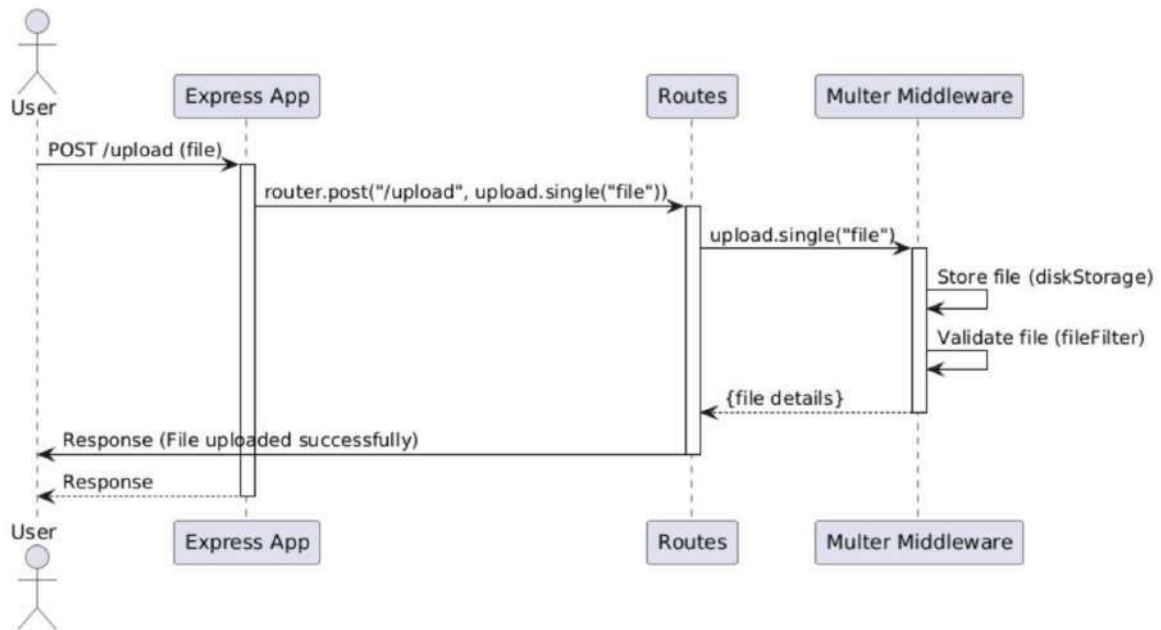 User
Express App
Routes
Multer Middleware
POST /upload (file)
router.post("/upload", upload.single("file"))
upload.single("file")
Store file (diskStorage)
Validate file (fileFilter)
{file details}
Response (File uploaded successfully)
Response
User
Express App
Routes
Multer Middleware